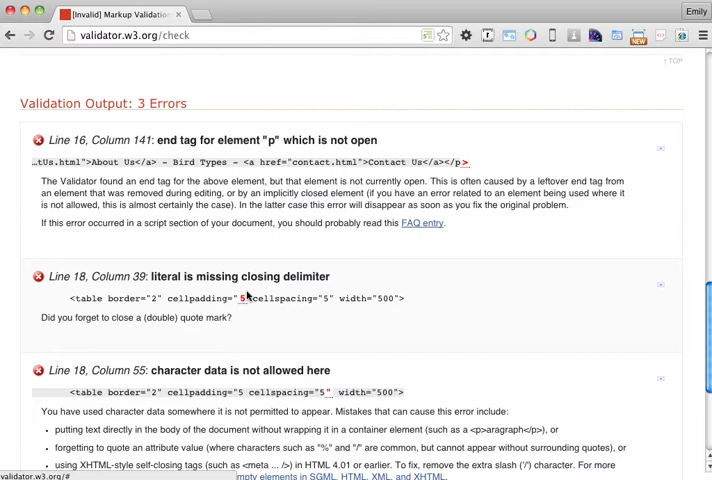 [Invalid] Markup Validation
Emily
validator.w3.org/check
NEW
↑ TOP
Validation Output: 3 Errors
Line 16, Column 141: end tag for element "p" which is not open
…tUs.html">About Us</a> - Bird Types - <a href="contact.html">Contact Us</a></p>
The Validator found an end tag for the above element, but that element is not currently open. This is often caused by a leftover end tag from
an element that was removed during editing, or by an implicitly closed element (if you have an error related to an element being used where it
is not allowed, this is almost certainly the case). In the latter case this error will disappear as soon as you fix the original problem.
If this error occurred in a script section of your document, you should probably read this FAQ entry.
Line 18, Column 39: literal is missing closing delimiter
<table border="2" cellpadding="5 cellspacing="5" width="500">
Did you forget to close a (double) quote mark?
Line 18, Column 55: character data is not allowed here
<table border="2" cellpadding="5 cellspacing="5" width="500">
You have used character data somewhere it is not permitted to appear. Mistakes that can cause this error include:
• putting text directly in the body of the document without wrapping it in a container element (such as a <p>aragraph</p>), or
• forgetting to quote an attribute value (where characters such as "%" and "/" are common, but cannot appear without surrounding quotes), or
• using XHTML-style self-closing tags (such as <meta ... />) in HTML 4.01 or earlier. To fix, remove the extra slash ('/') character. For more
empty elements in SGML, HTML, XML, and XHTML.
validator.w3.org/#